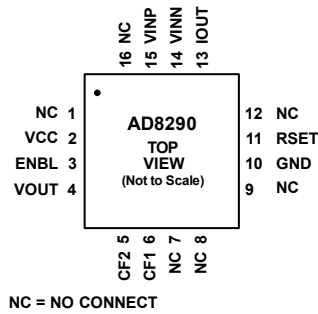 16 NC
15 VINP
14 VINN
13 IOUT
NC 1
VCC 2
ENBL 3
VOUT 4
AD8290
TOP
VIEW
(Not to Scale)
12 NC
11 RSET
10 GND
9 NC
CF2 5
CF1 6
NC 7
NC 8
NC = NO CONNECT